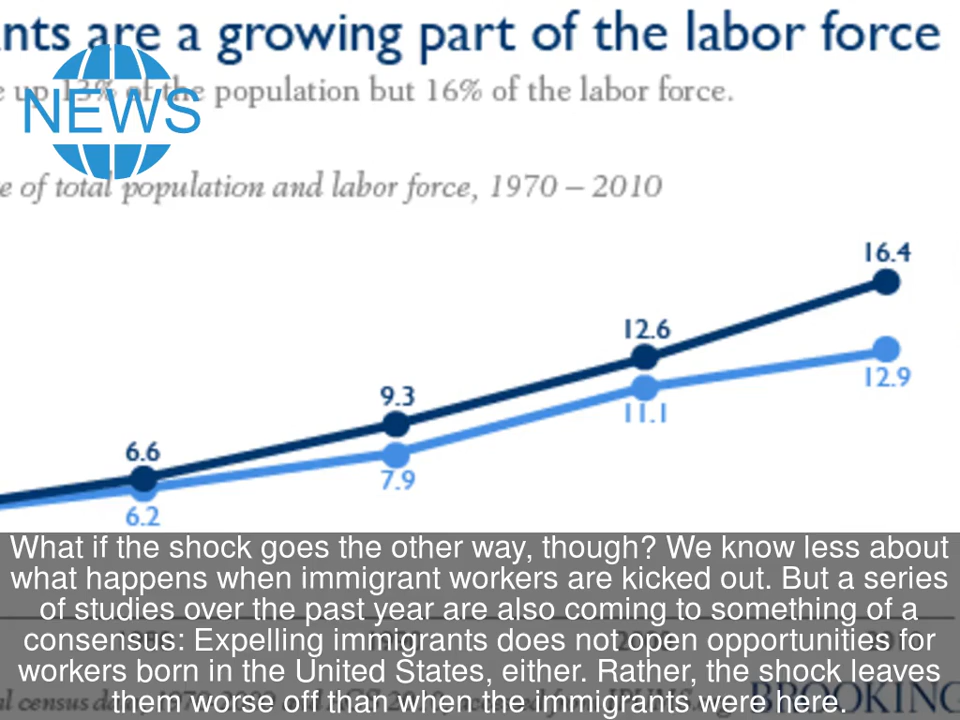 nts are a growing part of the labor force
e up 13% of the population but 16% of the labor force.
NEWS
e of total population and labor force, 1970 – 2010
16.4
12.6
12.9
9.3
11.1
6.6
7.9
6.2
What if the shock goes the other way, though? We know less about
what happens when immigrant workers are kicked out. But a series
of studies over the past year are also coming to something of a
consensus: Expelling immigrants does not open opportunities for
workers born in the United States, either. Rather, the shock leaves
them worse off than when the immigrants were here.
BROOKING